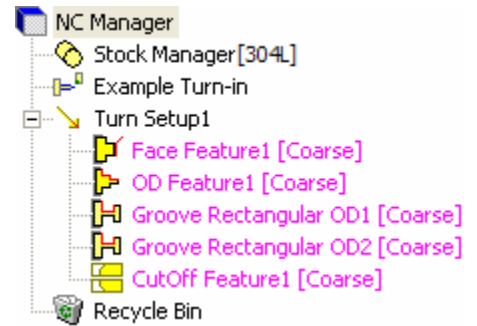 NC Manager
Stock Manager[304L]
Example Turn-in
Turn Setup1
Face Feature1 [Coarse]
OD Feature1 [Coarse]
Groove Rectangular OD1 [Coarse]
Groove Rectangular OD2 [Coarse]
CutOff Feature1 [Coarse]
Recycle Bin